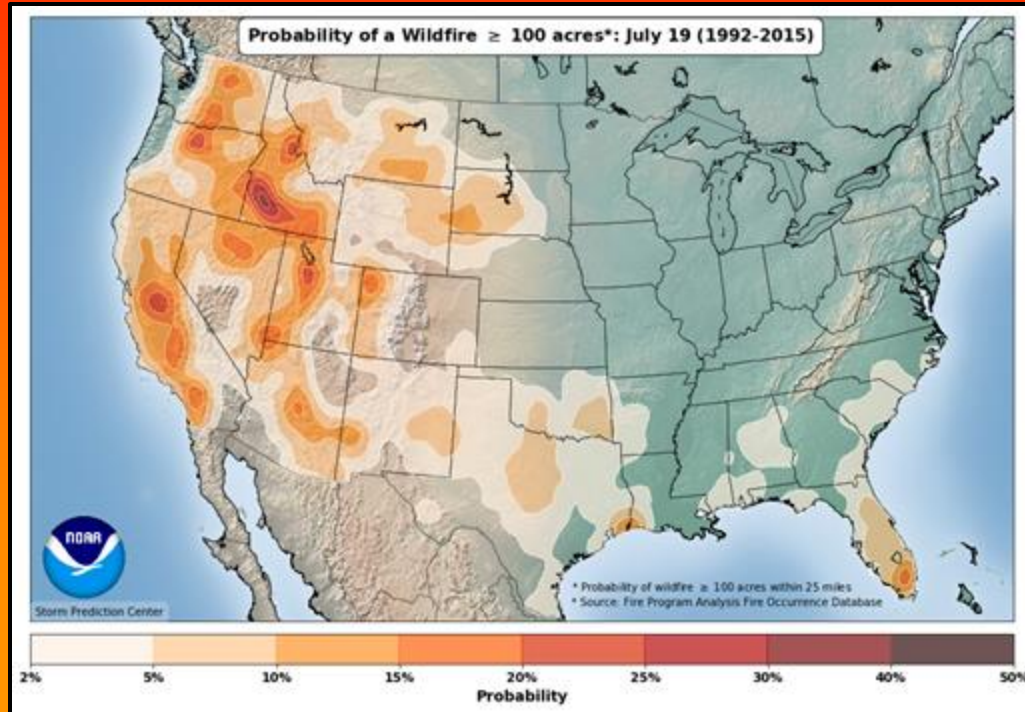 Probability of a Wildfire ≥ 100 acres*: July 19 (1992-2015)
NOAA
Storm Prediction Center
* Probability of wildfire ≥ 100 acres within 25 miles
* Source: Fire Program Analysis Fire Occurrence Database
2% 5% 10% 15% 20% 25% 30% 40% 50%
Probability